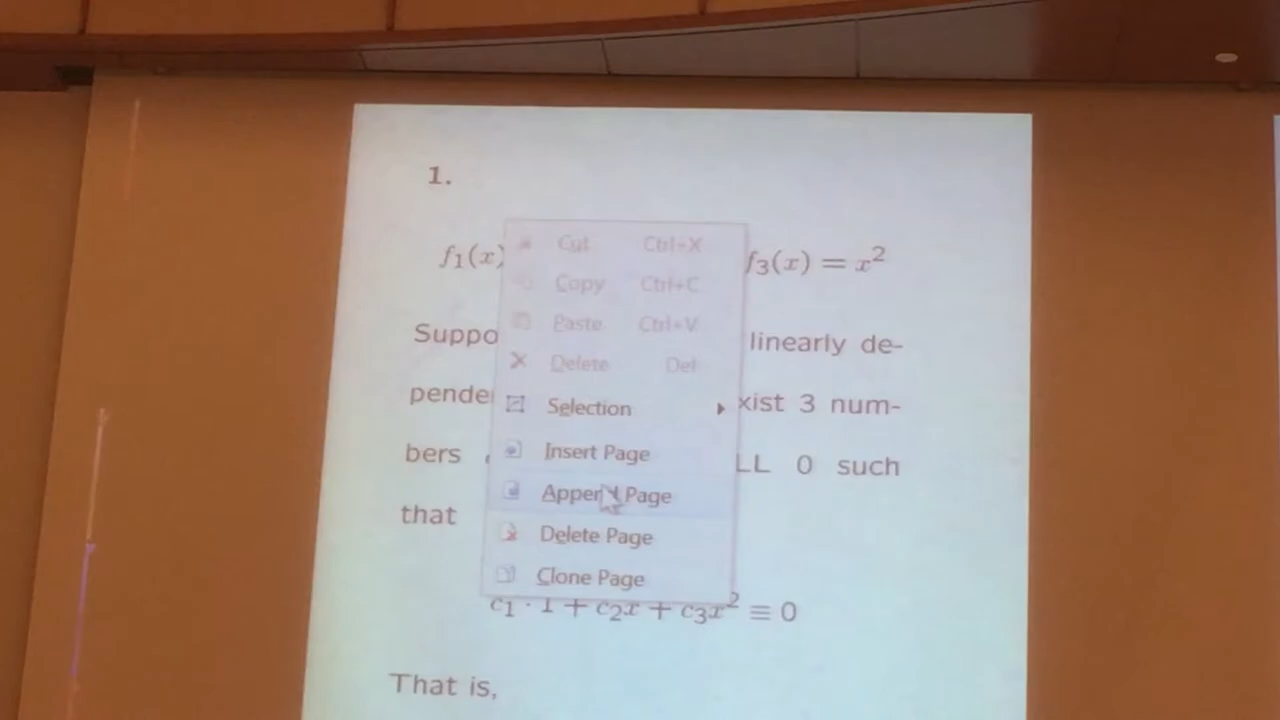 1.
f₁(x) f₃(x) = x²
Suppo linearly de-
pende xist 3 num-
bers LL 0 such
that
c₁ · 1 + c₂x + c₃x² ≡ 0
That is,
Cut Ctrl+X
Copy Ctrl+C
Paste Ctrl+V
Delete Del
Selection
Insert Page
Append Page
Delete Page
Clone Page